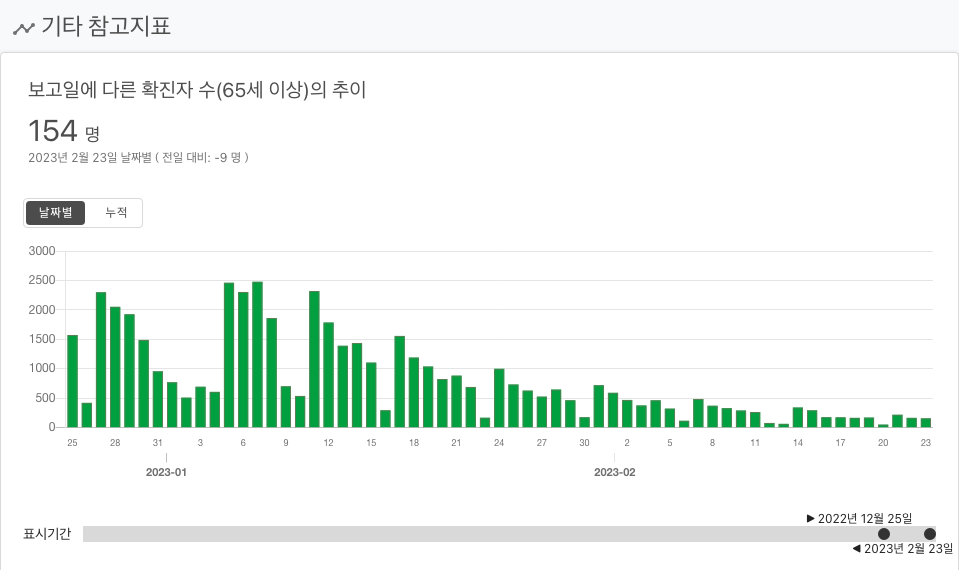 기타 참고지표
보고일에 다른 확진자 수(65세 이상)의 추이
154 명
2023년 2월 23일 날짜별 ( 전일 대비: -9 명 )
날짜별 누적
3000
2500
2000
1500
1000
500
0
25 28 31 3 6 9 12 15 18 21 24 27 30 2 5 8 11 14 17 20 23
2023-01 2023-02
▶ 2022년 12월 25일
표시기간
◀ 2023년 2월 23일